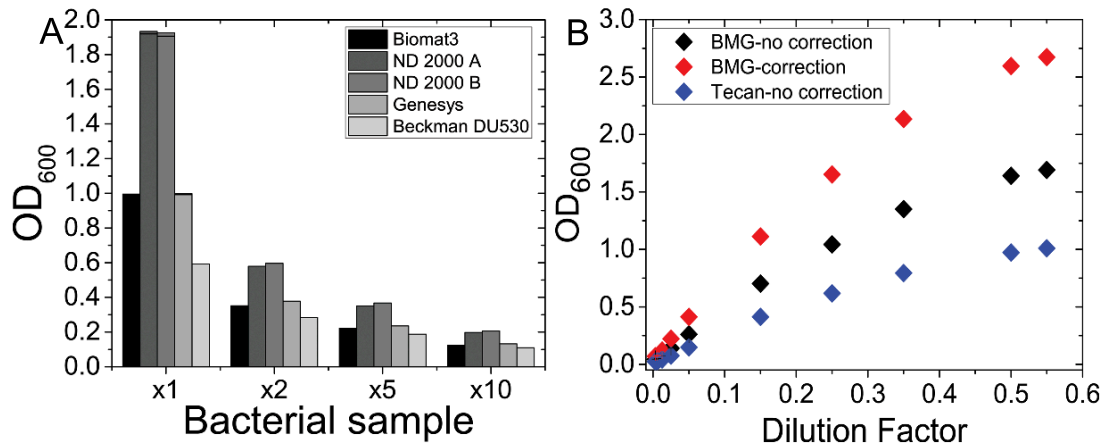 A
Biomat3
ND 2000 A
ND 2000 B
Genesys
Beckman DU530
2.0
1.8
1.6
1.4
1.2
1.0
0.8
0.6
0.4
0.2
0.0
OD600
x1 x2 x5 x10
Bacterial sample
B
BMG-no correction
BMG-correction
Tecan-no correction
3.0
2.5
2.0
1.5
1.0
0.5
0.0
OD600
0.0 0.1 0.2 0.3 0.4 0.5 0.6
Dilution Factor